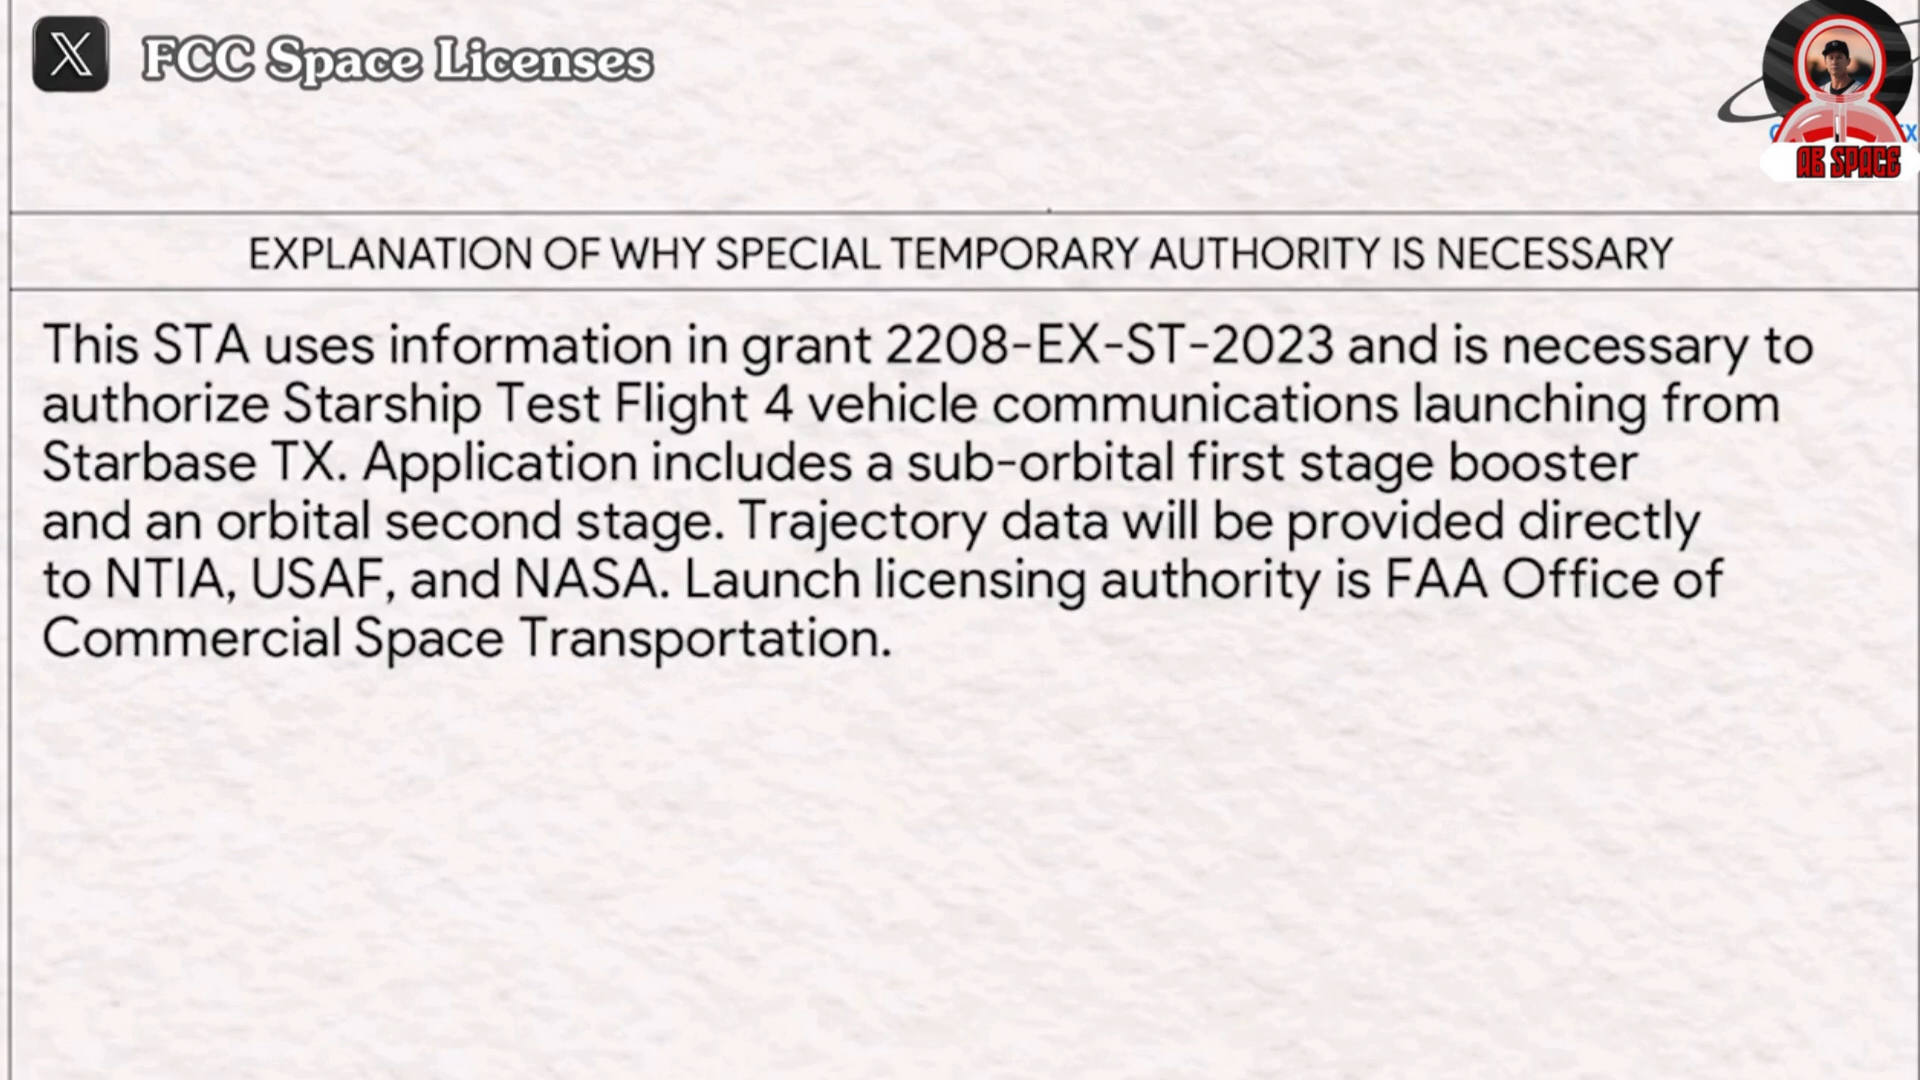 FCC Space Licenses
AB SPACE
EXPLANATION OF WHY SPECIAL TEMPORARY AUTHORITY IS NECESSARY
This STA uses information in grant 2208-EX-ST-2023 and is necessary to
authorize Starship Test Flight 4 vehicle communications launching from
Starbase TX. Application includes a sub-orbital first stage booster
and an orbital second stage. Trajectory data will be provided directly
to NTIA, USAF, and NASA. Launch licensing authority is FAA Office of
Commercial Space Transportation.